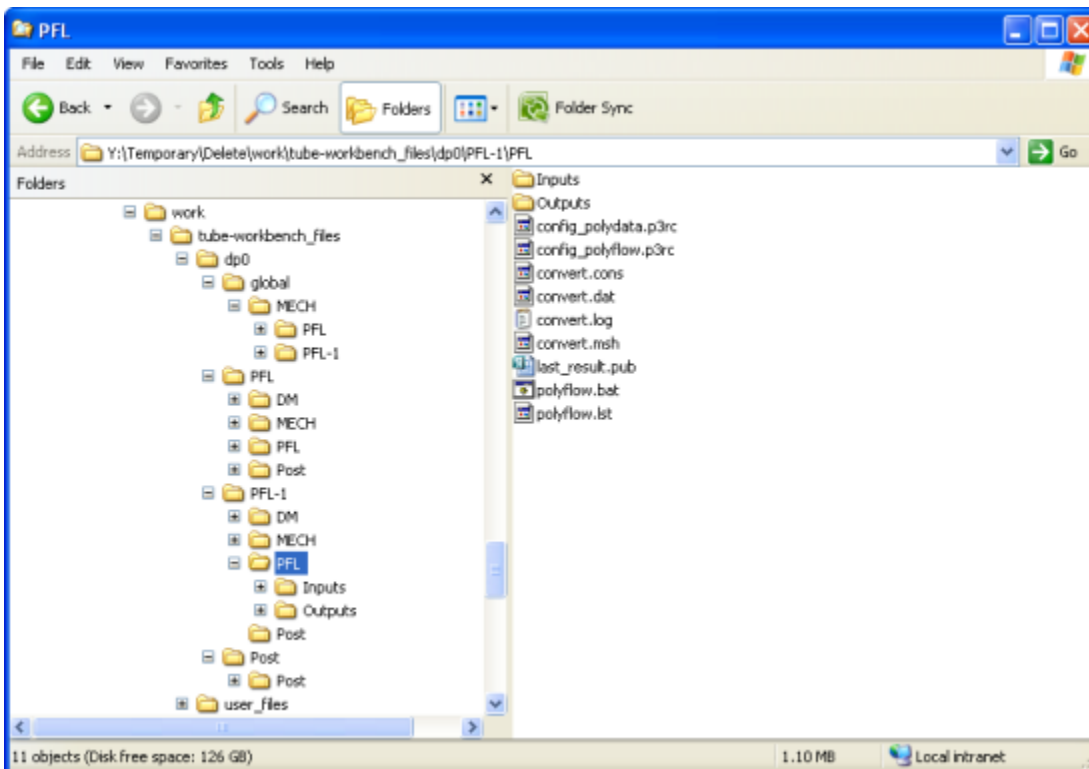 PFL
File Edit View Favorites Tools Help
Back Search Folders Folder Sync
Address Y:\Temporary\Delete\work\tube-workbench_files\dp0\PFL-1\PFL Go
Folders
work
tube-workbench_files
dp0
global
MECH
PFL
PFL-1
PFL
DM
MECH
PFL
Post
PFL-1
DM
MECH
PFL
Inputs
Outputs
Post
Post
Post
user_files
Inputs
Outputs
config_polydata.p3rc
config_polyflow.p3rc
convert.cons
convert.dat
convert.log
convert.msh
last_result.pub
polyflow.bat
polyflow.lst
11 objects (Disk free space: 126 GB) 1.10 MB Local intranet